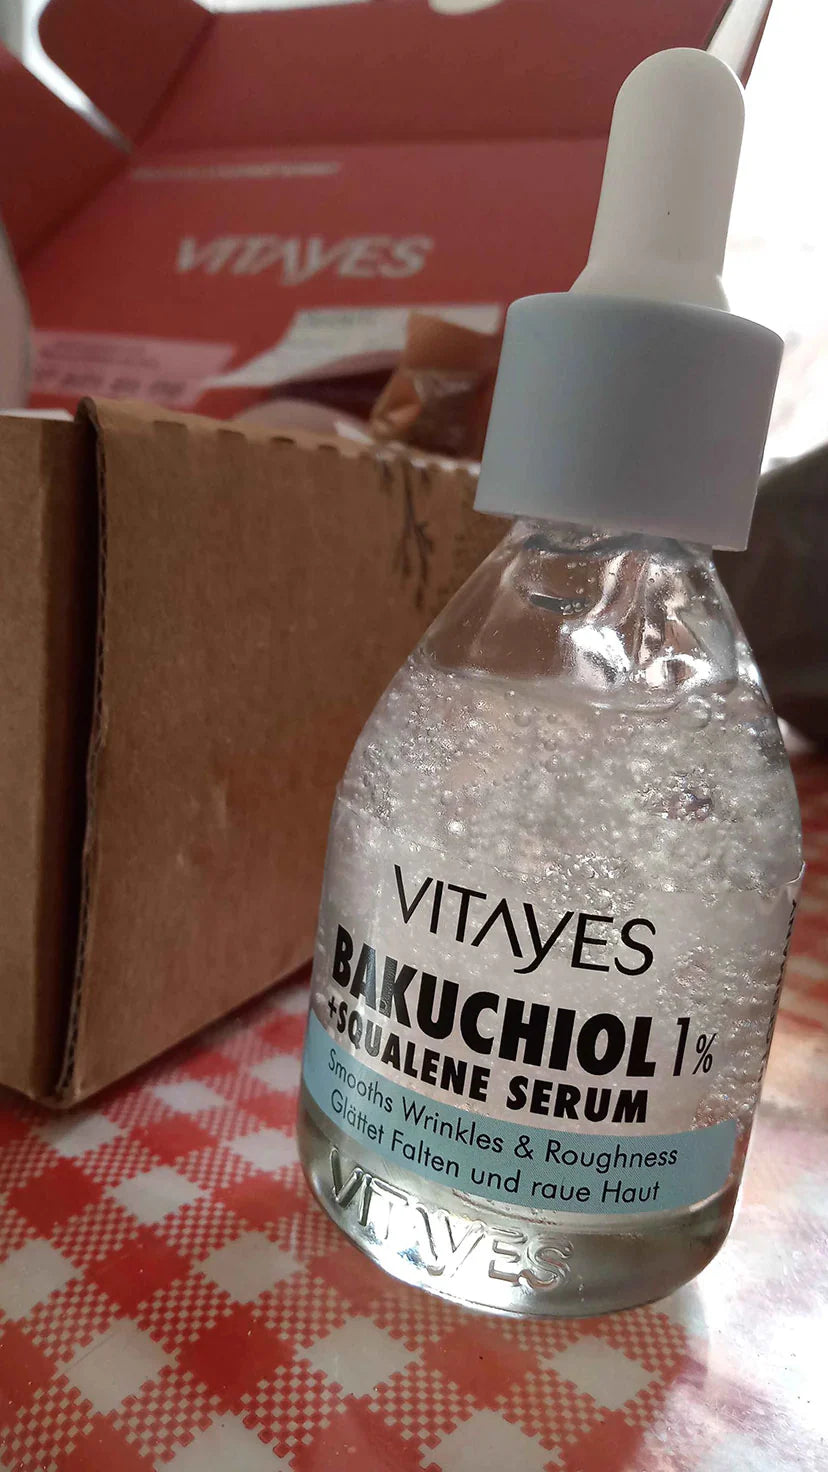 VITAYES
VITAYES
BAKUCHIOL 1%
+SQUALENE SERUM
Smooths Wrinkles & Roughness
Glättet Falten und raue Haut
VITAYES